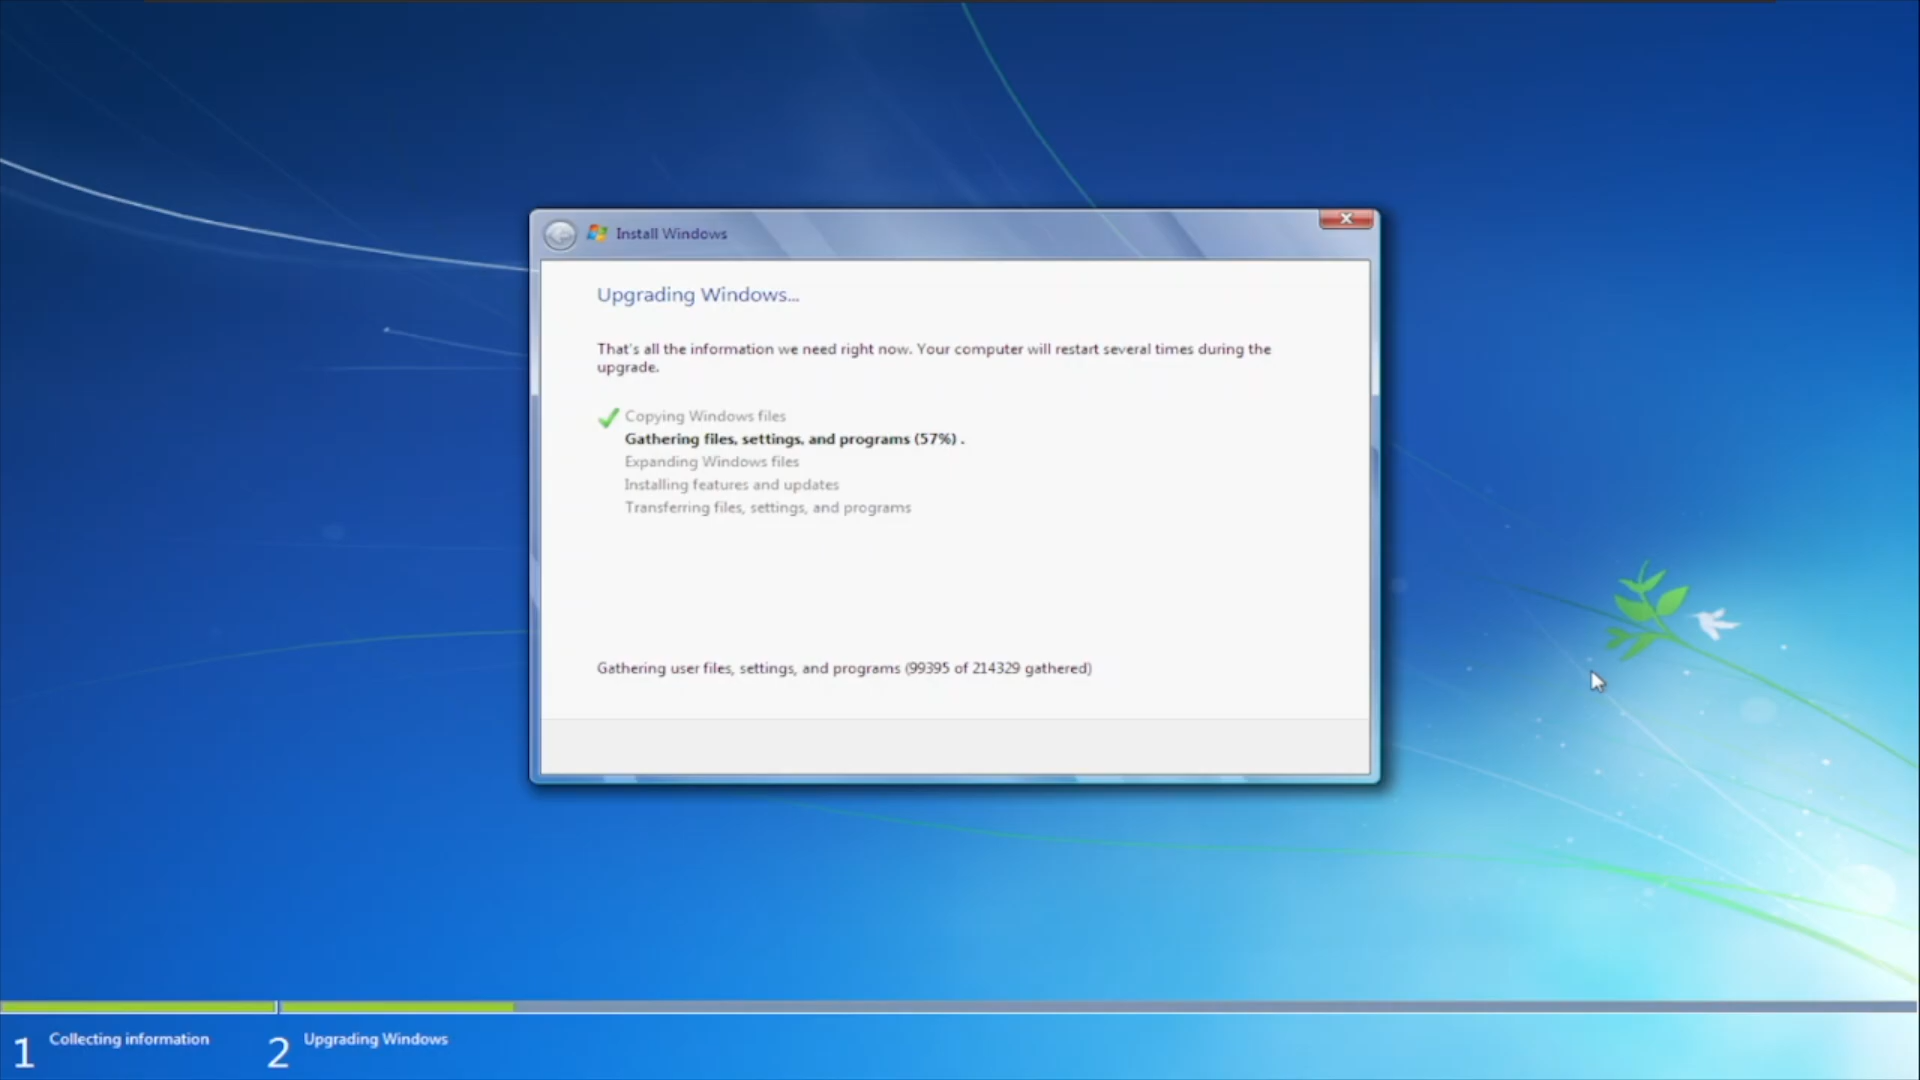 Install Windows
Upgrading Windows...
That's all the information we need right now. Your computer will restart several times during the
upgrade.
Copying Windows files
Gathering files, settings, and programs (57%) .
Expanding Windows files
Installing features and updates
Transferring files, settings, and programs
Gathering user files, settings, and programs (99395 of 214329 gathered)
1 Collecting information
2 Upgrading Windows